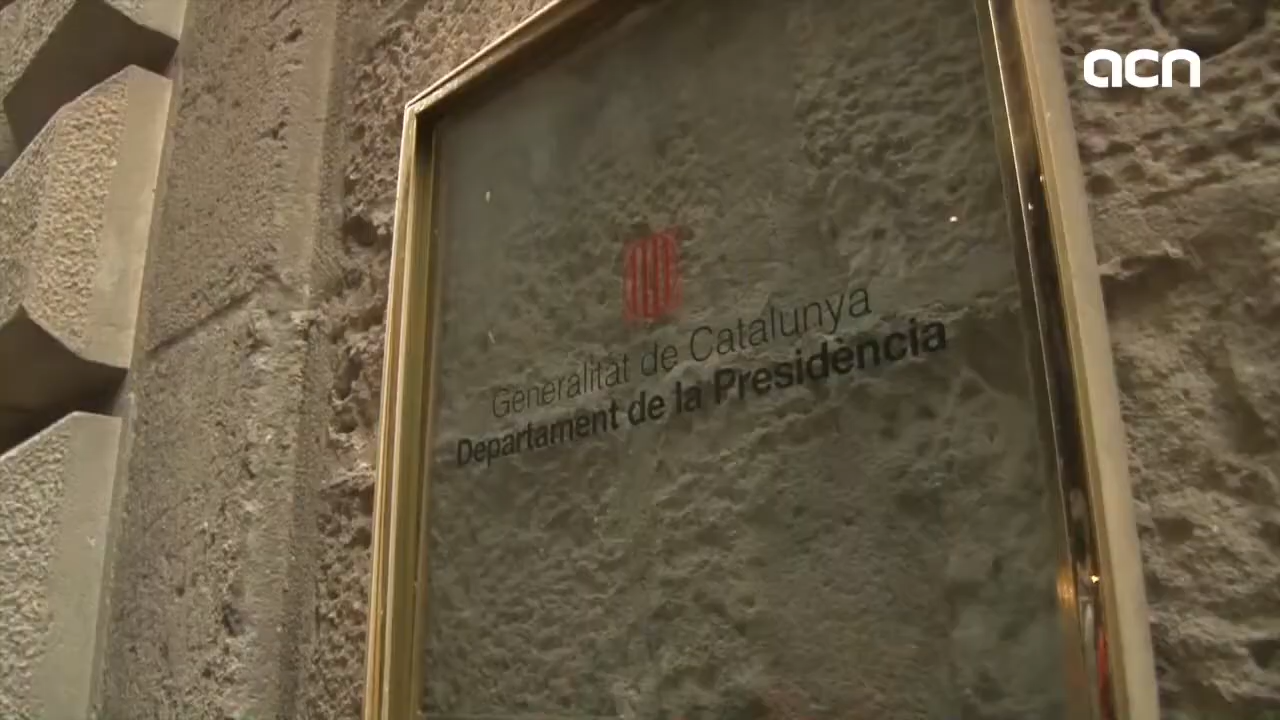 acn
Generalitat de Catalunya
Departament de la Presidència